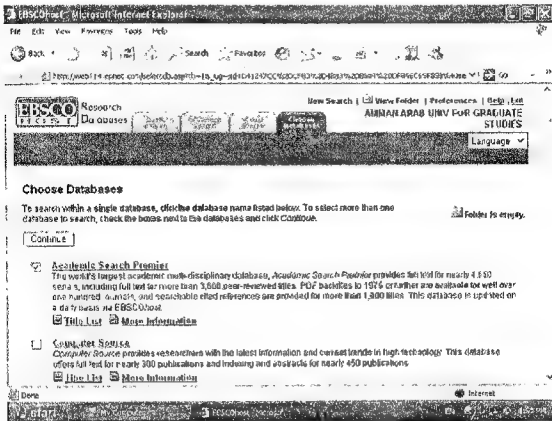 EBSCOhost - Microsoft Internet Explorer
File Edit View Favorites Tools Help
Back Search Favorites
Go
New Search | View Folder | Preferences | Help | Exit
EBSCO HOST Research Databases
AMMAN ARAB UNIV FOR GRADUATE STUDIES
Choose Databases
Language
Choose Databases
To search within a single database, click the database name listed below. To select more than one
database to search, check the boxes next to the databases and click Continue.
Folder is empty.
Continue
Academic Search Premier
The world's largest academic multi-disciplinary database, Academic Search Premier provides full text for nearly
serials, including full text for more than 3,600 peer-reviewed titles. PDF backfiles to 1975 or further are available for well over
one hundred journals, and searchable cited references are provided for more than titles. This database is updated on
a daily basis via EBSCOhost.
Title List More Information
Computer Source
Computer Source provides researchers with the latest information and current trends in high technology. This database
offers full text for nearly 300 publications and indexing and abstracts for nearly 450 publications.
Title List More Information
Done Internet
start My Computer EBSCOhost - Microsof